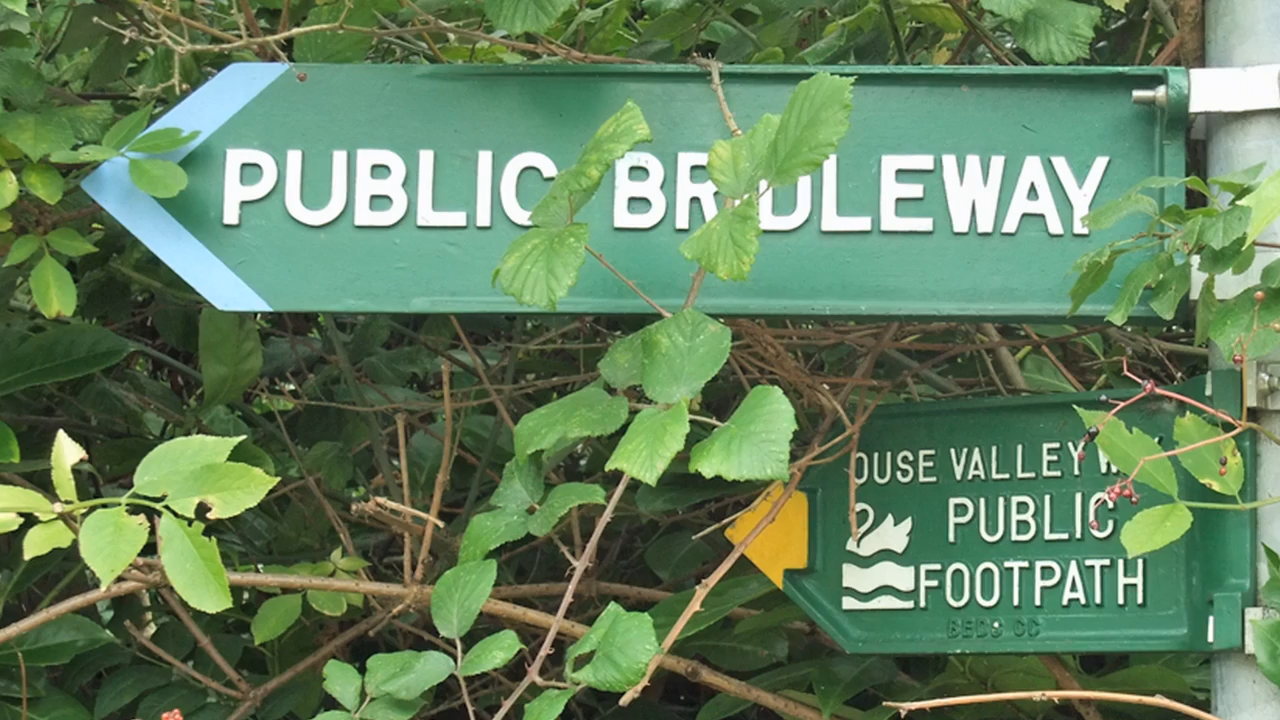 PUBLIC BRIDLEWAY
OUSE VALLEY
PUBLIC
FOOTPATH
BEDS CC